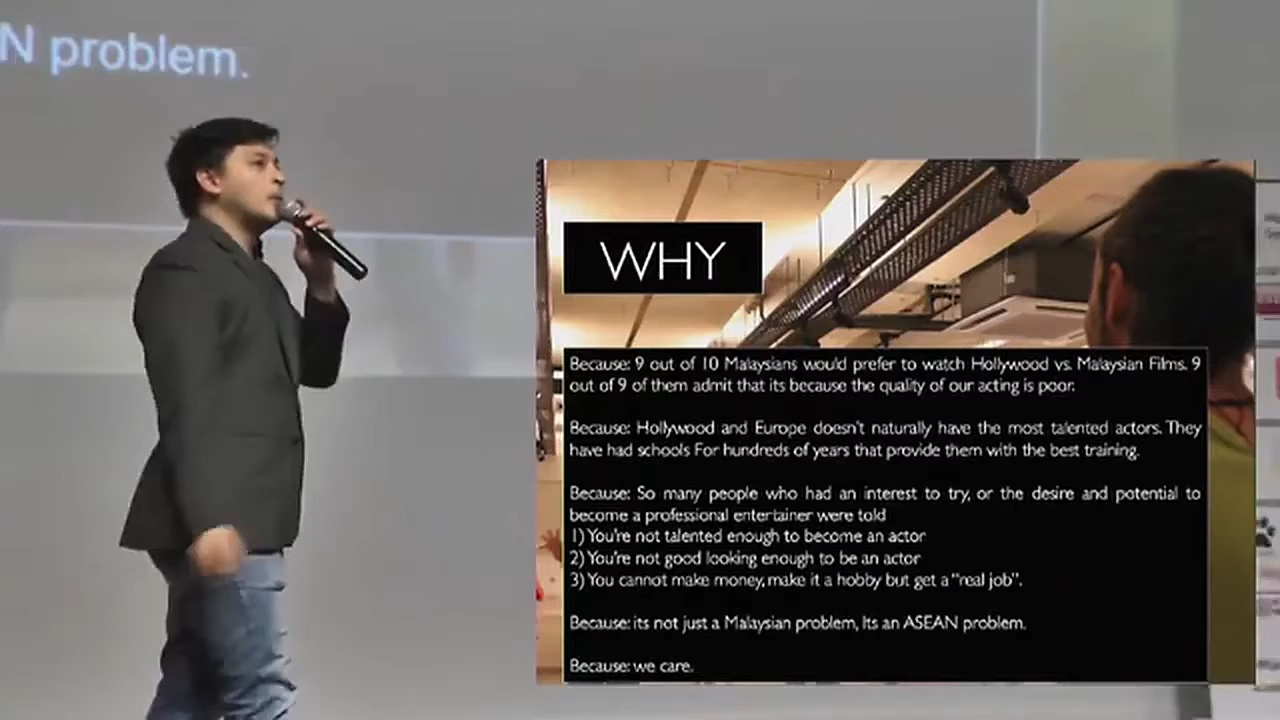 N problem.
WHY
Because: 9 out of 10 Malaysians would prefer to watch Hollywood vs. Malaysian Films. 9
out of 9 of them admit that its because the quality of our acting is poor.
Because: Hollywood and Europe doesn't naturally have the most talented actors. They
have had schools For hundreds of years that provide them with the best training.
Because: So many people who had an interest to try, or the desire and potential to
become a professional entertainer were told
1) You're not talented enough to become an actor
2) You're not good looking enough to be an actor
3) You cannot make money, make it a hobby but get a "real job".
Because: its not just a Malaysian problem, Its an ASEAN problem.
Because: we care.